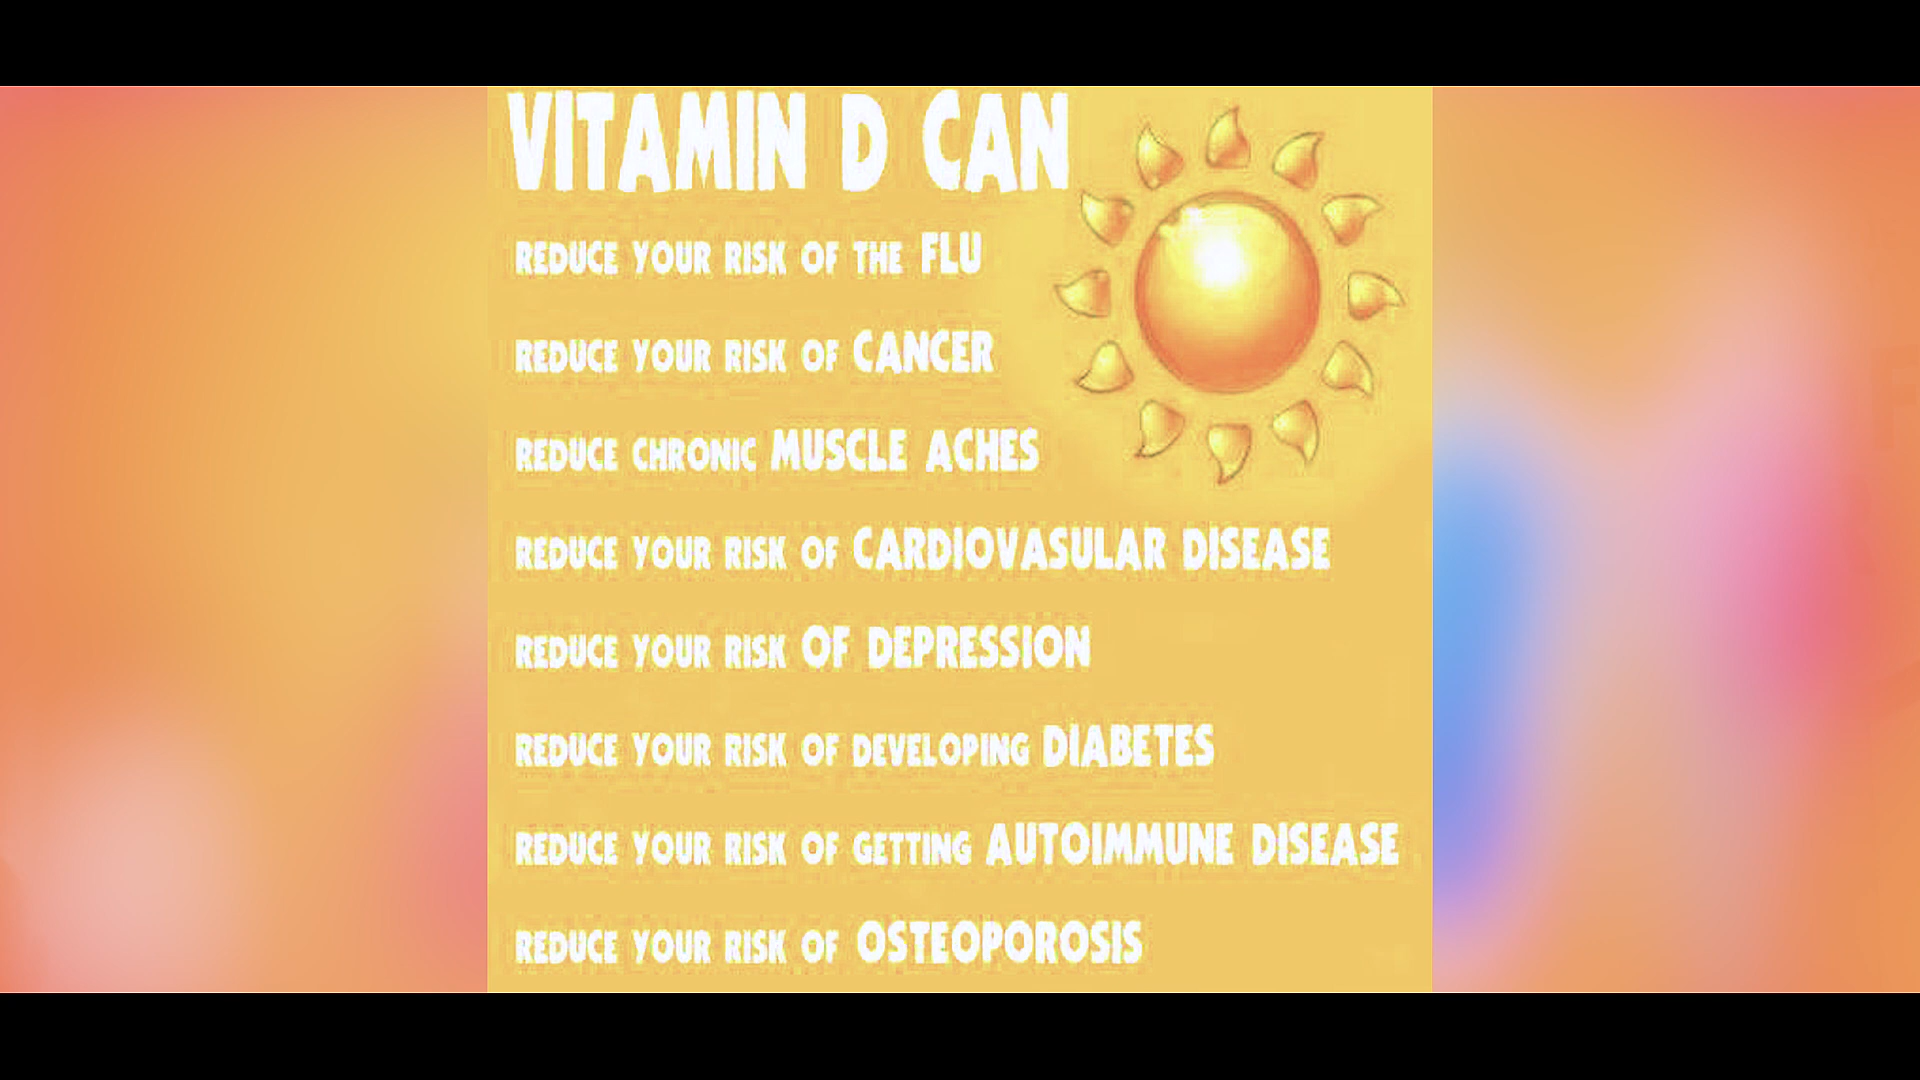 VITAMIN D CAN
REDUCE YOUR RISK OF THE FLU
REDUCE YOUR RISK OF CANCER
REDUCE CHRONIC MUSCLE ACHES
REDUCE YOUR RISK OF CARDIOVASULAR DISEASE
REDUCE YOUR RISK OF DEPRESSION
REDUCE YOUR RISK OF DEVELOPING DIABETES
REDUCE YOUR RISK OF GETTING AUTOIMMUNE DISEASE
REDUCE YOUR RISK OF OSTEOPOROSIS